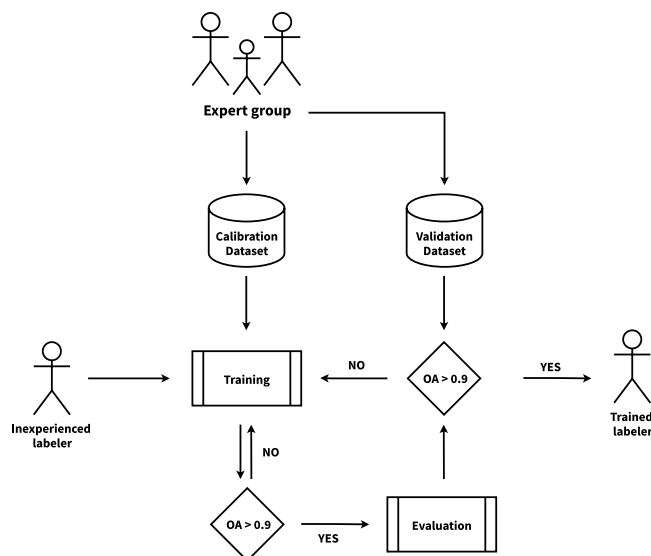 Expert group
Calibration
Dataset
Validation
Dataset
Inexperienced
labeler
Training
NO
OA > 0.9
YES
Trained
labeler
NO
OA > 0.9
YES
Evaluation